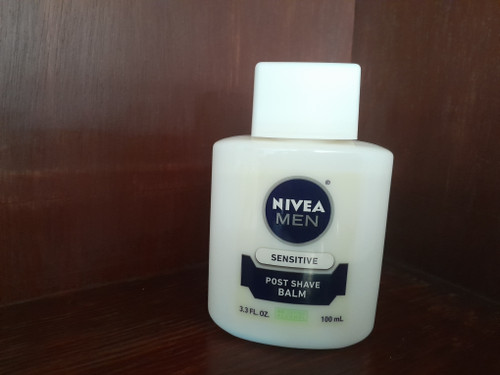 ®
NIVEA
MEN
SENSITIVE
POST SHAVE
BALM
3.3 FL. OZ. 100 mL